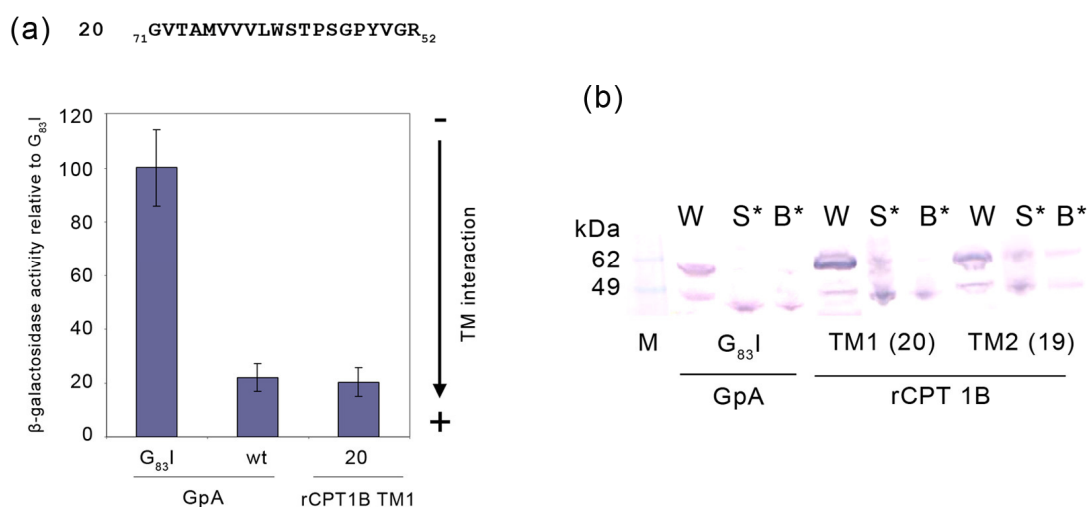 (a) 20 71GVTAMVVVLWSTPSGPYVGR52
β-galactosidase activity relative to G83I
120
100
80
60
40
20
0
G83I wt 20
GpA rCPT1B TM1
-
TM interaction
+
(b)
W S* B* W S* B* W S* B*
kDa
62
49
M G83I TM1 (20) TM2 (19)
GpA rCPT 1B